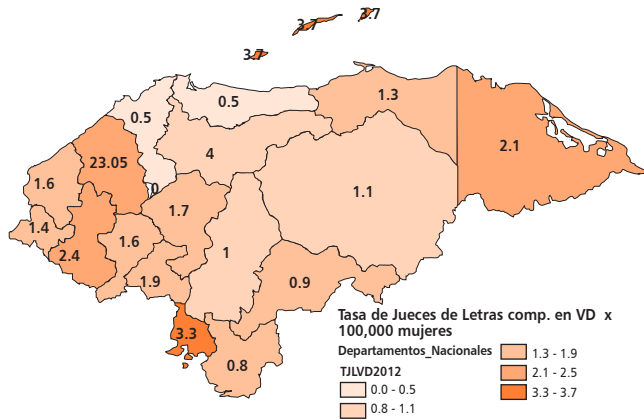 3.7
3.7
3.7
0.5
0.5
1.3
2.1
4
23.05
1.6
0
1.1
1.7
1.4
1.6
2.4
1
1.9
0.9
3.3
0.8
Tasa de Jueces de Letras comp. en VD x
100,000 mujeres
Departamentos_Nacionales
TJLVD2012
0.0 - 0.5
0.8 - 1.1
1.3 - 1.9
2.1 - 2.5
3.3 - 3.7